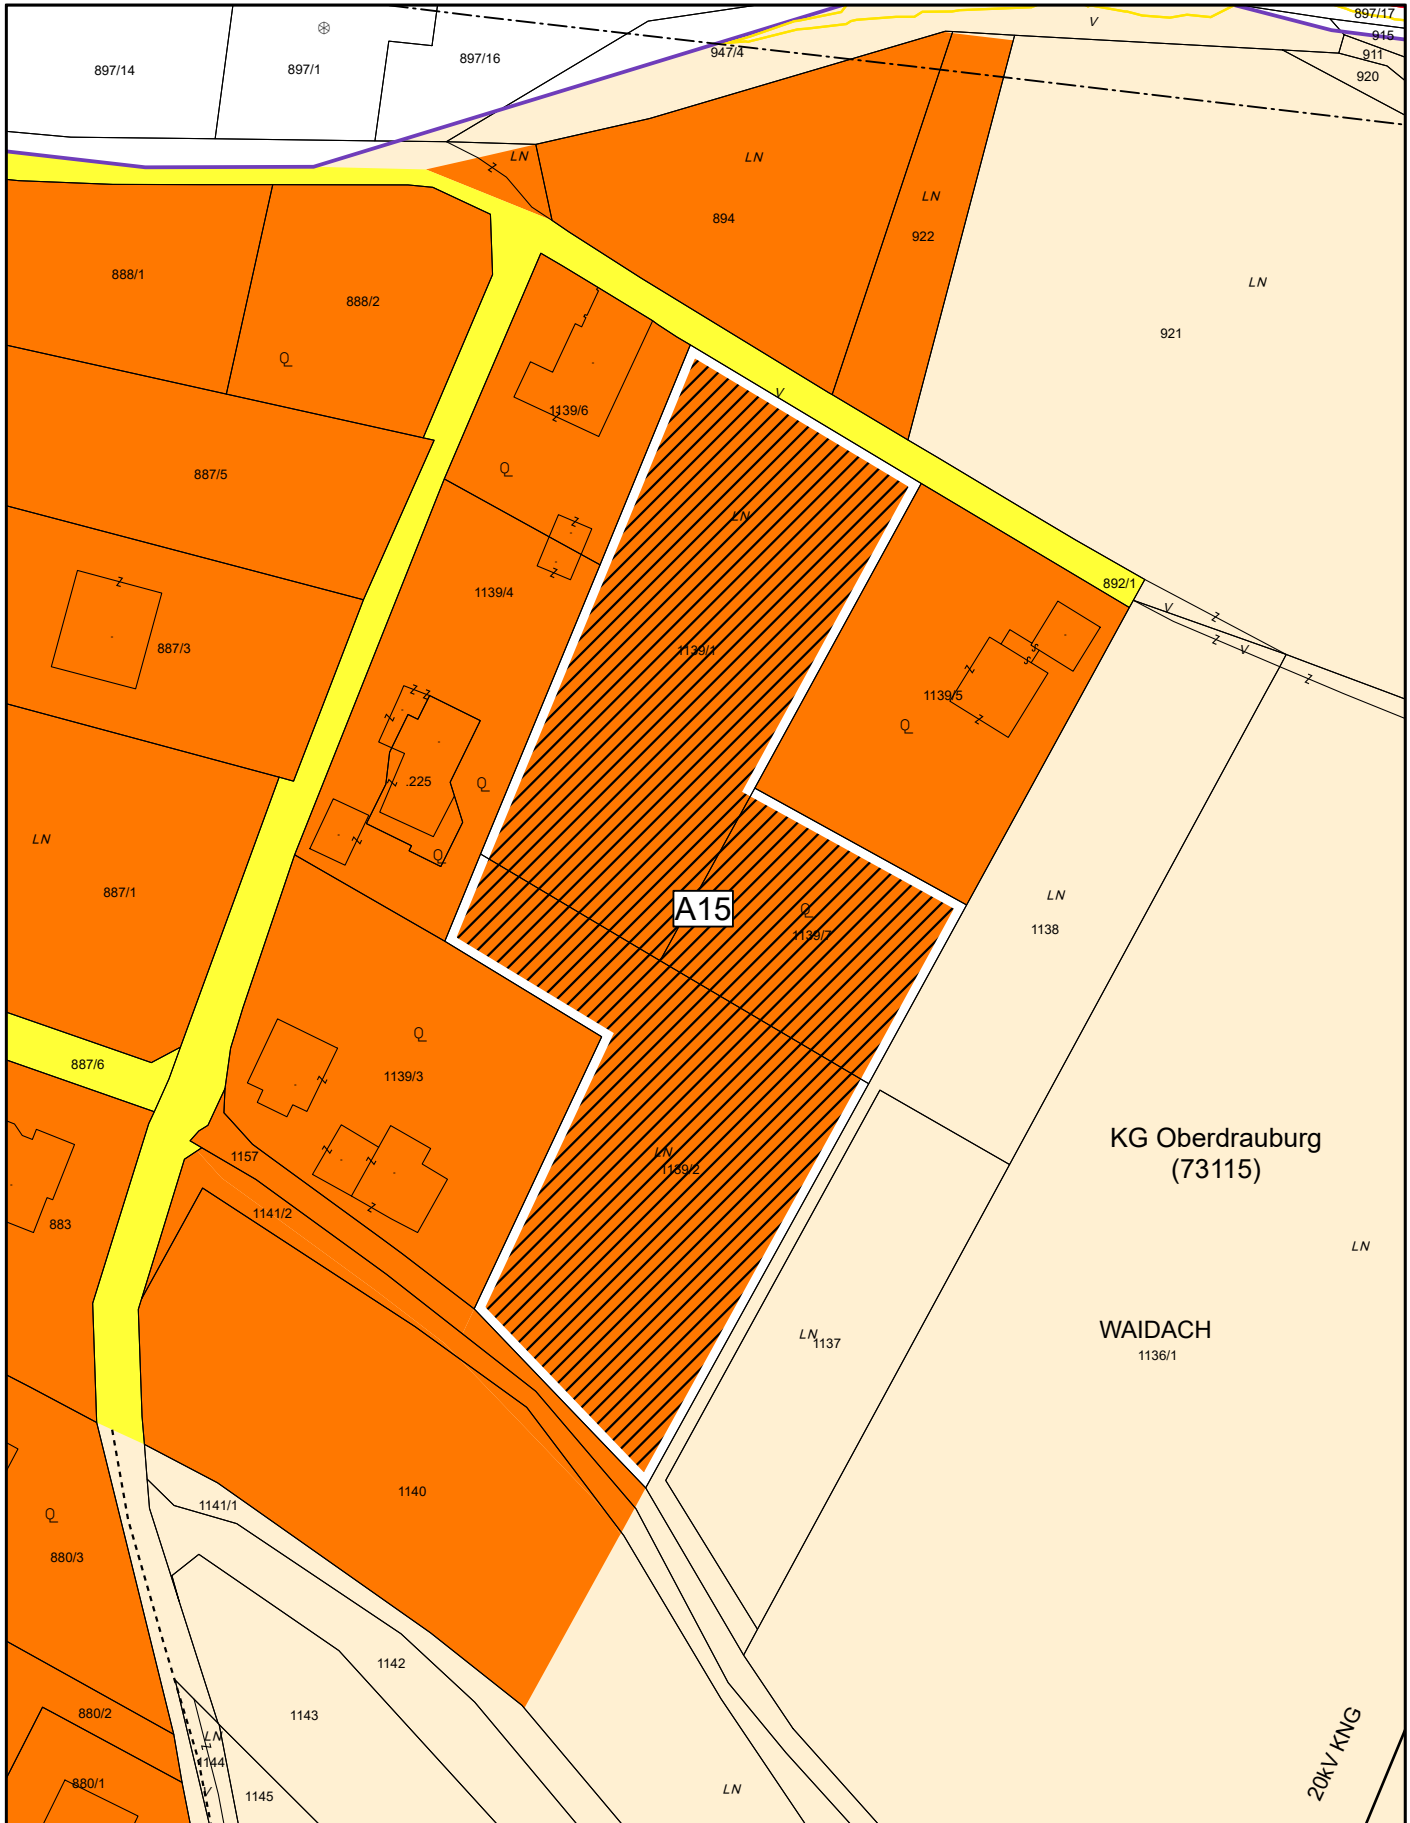 V
897/17
915
897/14
897/1
897/16
947/4
911
920
LN
LN
LN
894
922
888/1
888/2
LN
921
Q
V
1139/6
887/5
Q
LN
z
892/1
1139/4
V
z
887/3
1139/1
z
V
z
1139/5
Q
.225
Q
LN
Q
887/1
LN
A15
Q
1138
1139/7
Q
887/6
1139/3
KG Oberdrauburg
(73115)
1157
LN
1139/2
1141/2
883
LN
LN
1137
WAIDACH
1136/1
1140
1141/1
Q
880/3
1142
880/2
1143
LN
z
1144
880/1
V
1145
LN
20kV KNG